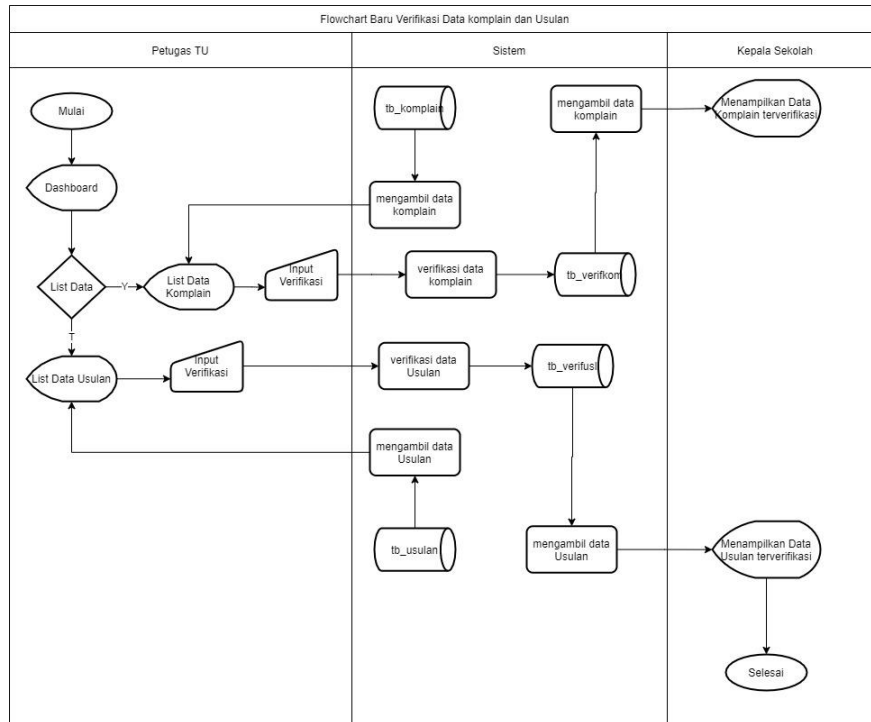 Flowchart Baru Verifikasi Data komplain dan Usulan
Petugas TU
Sistem
Kepala Sekolah
Mulai
tb_komplain
mengambil data
komplain
Menampilkan Data
Komplain terverifikasi
Dashboard
mengambil data
komplain
List Data
Y
List Data
Komplain
Input
Verifikasi
verifikasi data
komplain
tb_verifkom
T
List Data Usulan
Input
Verifikasi
verifikasi data
Usulan
tb_verifusl
mengambil data
Usulan
tb_usulan
mengambil data
Usulan
Menampilkan Data
Usulan terverifikasi
Selesai